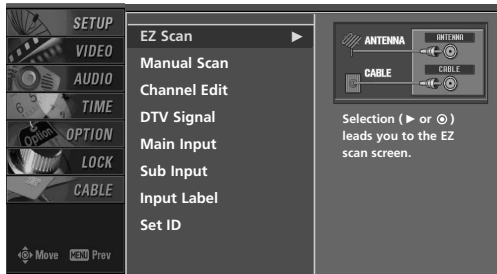 SETUP
VIDEO
AUDIO
TIME
OPTION
LOCK
CABLE
Move MENU Prev
EZ Scan ►
Manual Scan
Channel Edit
DTV Signal
Main Input
Sub Input
Input Label
Set ID
ANTENNA
ANTENNA
CABLE
CABLE
Selection ( ► or ⊙ )
leads you to the EZ
scan screen.